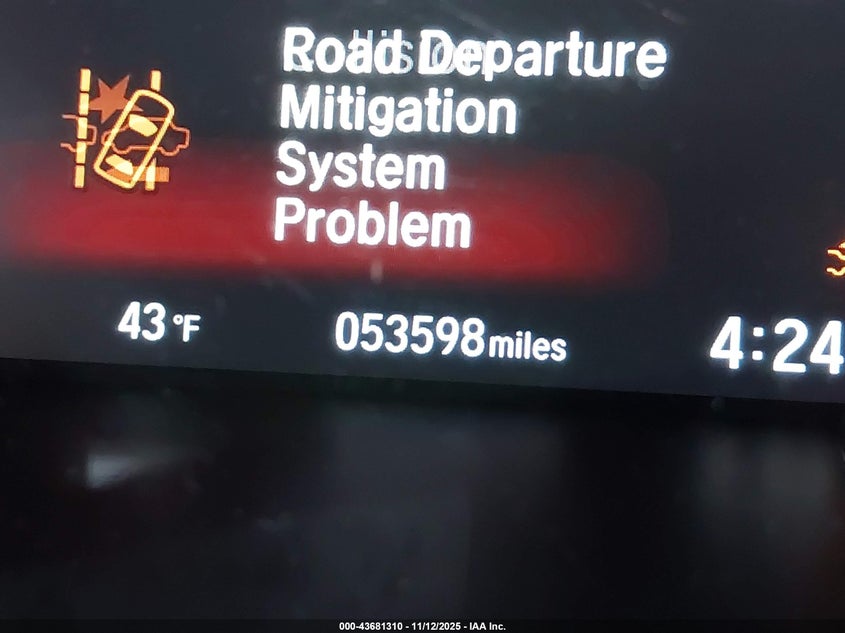 Road Departure
Mitigation
System
Problem
43 °F
053598 miles
4:24
000-43681310 - 11/12/2025 - IAA Inc.